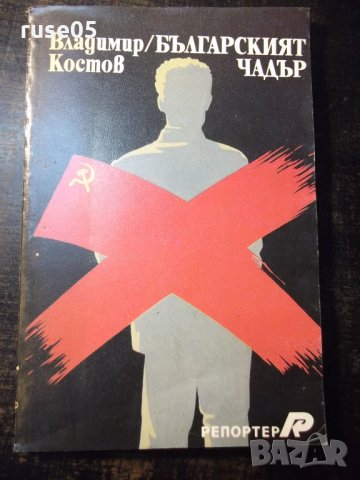 ruse05
Владимир/БЪЛГАРСКИЯТ
Костов ЧАДЪР
РЕПОРТЕР R
BAZAR